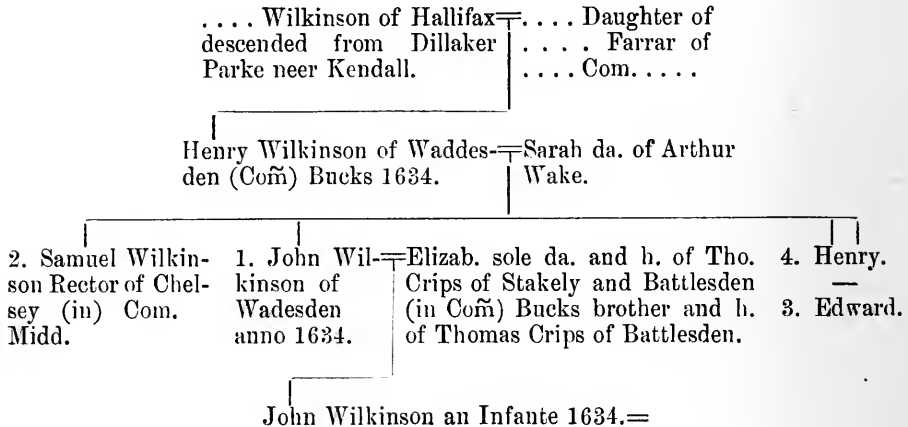 . . . . Wilkinson of Hallifax=. . . . Daughter of
descended from Dillaker . . . . Farrar of
Parke neer Kendall. . . . . Com. . . . .
Henry Wilkinson of Waddes-=Sarah da. of Arthur
den (Com̃) Bucks 1634. Wake.
2. Samuel Wilkin-
son Rector of Chel-
sey (in) Com.
Midd.
1. John Wil-=Elizab. sole da. and h. of Tho.
kinson of Crips of Stakely and Battlesden
Wadesden (in Com̃) Bucks brother and h.
anno 1634. of Thomas Crips of Battlesden.
4. Henry.
—
3. Edward.
John Wilkinson an Infante 1634.=